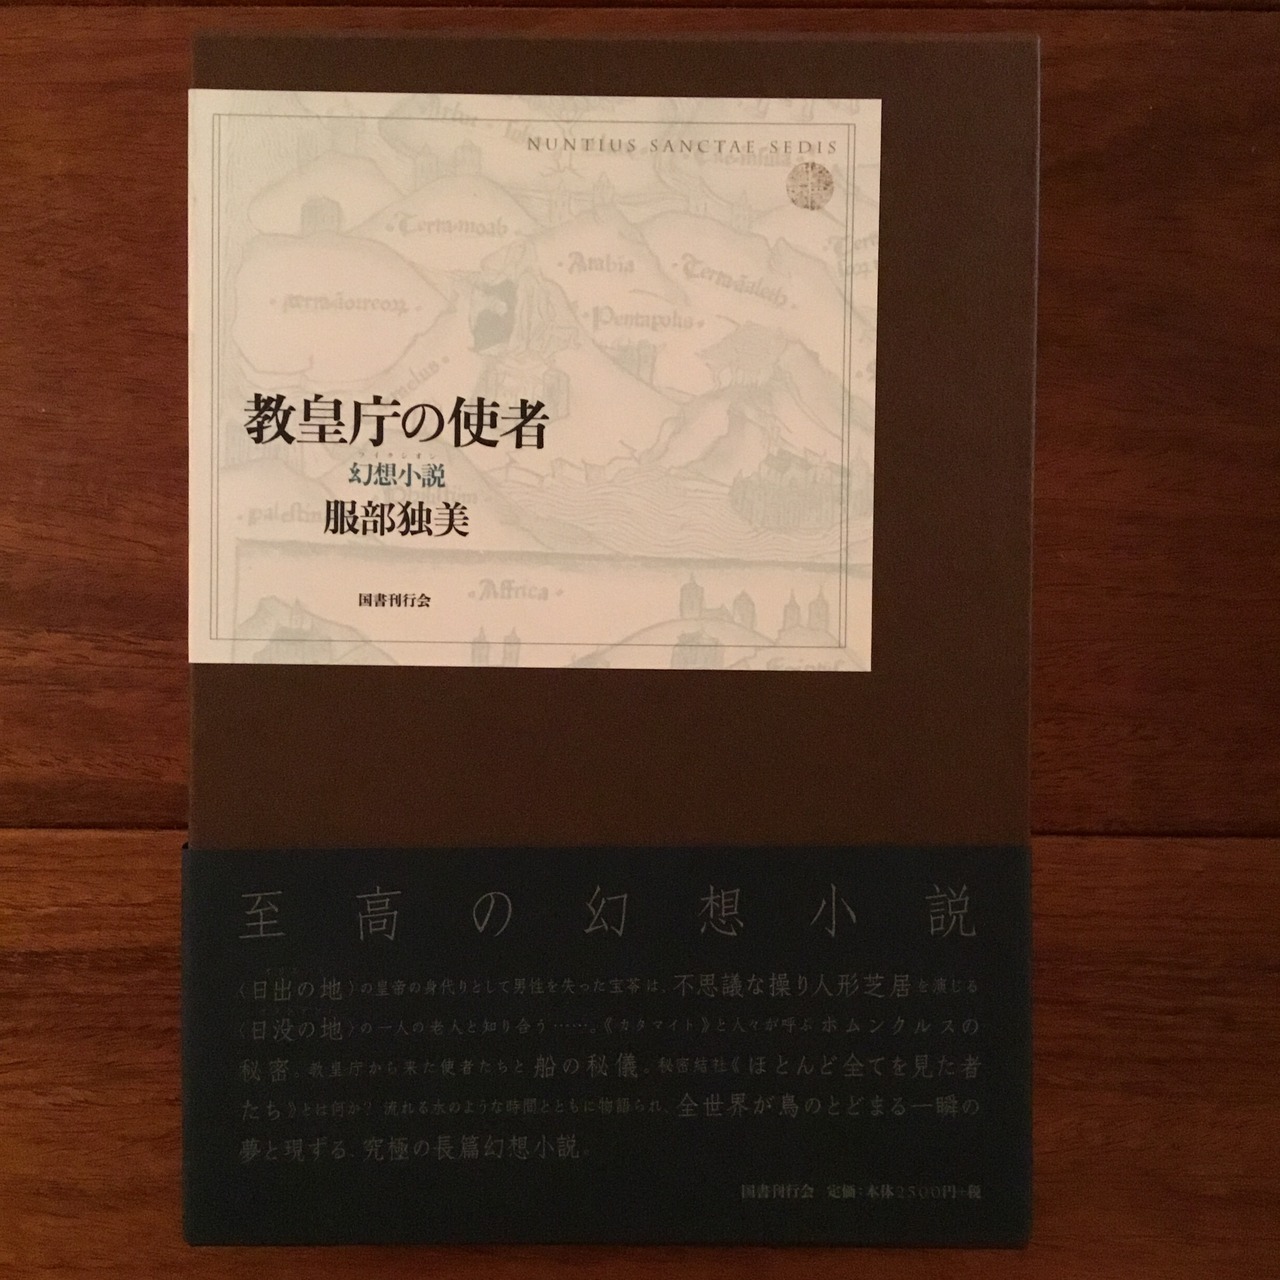 NUNTIUS SANCTAE SEDIS
Terra·moab
Arabia
Pentapolis
教皇庁の使者
幻想小説
服部独美
国書刊行会
Affrica
至高の幻想小説
〈日出の地〉の皇帝の身代りとして男性を失った宝苓は、不思議な操り人形芝居を演じる
〈日没の地〉の一人の老人と知り合う……。《カタマイト》と人々が呼ぶホムンクルスの
秘密。教皇庁から来た使者たちと船の秘儀。秘密結社《ほとんど全てを見た者
たち》とは何か? 流れる水のような時間とともに物語られ、全世界が鳥のとどまる一瞬の
夢と現ずる、究極の長篇幻想小説。
国書刊行会 定価:本体2500円+税